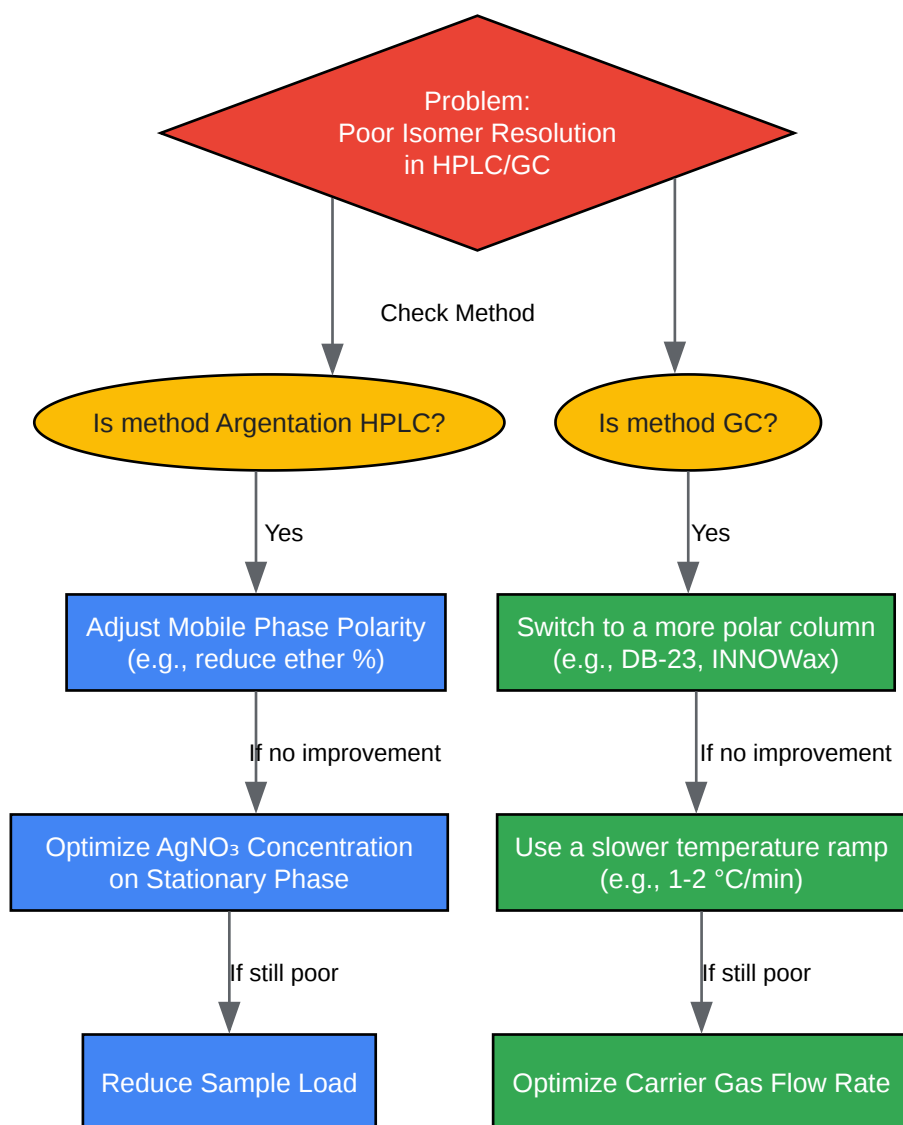 Problem:
Poor Isomer Resolution
in HPLC/GC
Check Method
Is method Argentation HPLC?
Is method GC?
Yes
Yes
Adjust Mobile Phase Polarity
(e.g., reduce ether %)
Switch to a more polar column
(e.g., DB-23, INNOWax)
If no improvement
If no improvement
Optimize AgNO₃ Concentration
on Stationary Phase
Use a slower temperature ramp
(e.g., 1-2 °C/min)
If still poor
If still poor
Reduce Sample Load
Optimize Carrier Gas Flow Rate